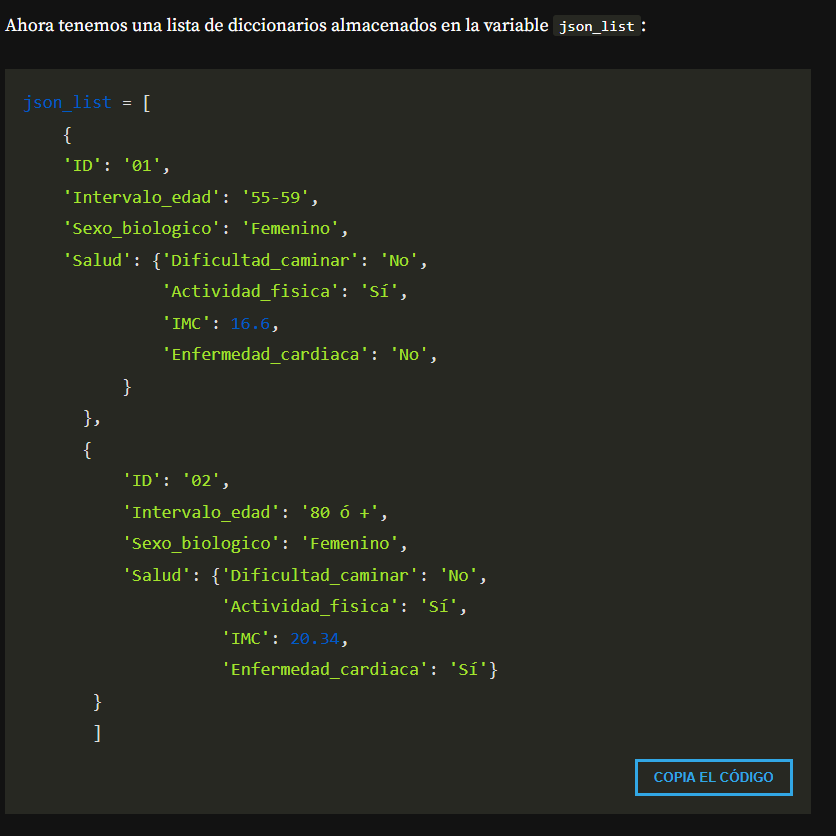 Ahora tenemos una lista de diccionarios almacenados en la variable json_list:
json_list = [
{
'ID': '01',
'Intervalo_edad': '55-59',
'Sexo_biologico': 'Femenino',
'Salud': {'Dificultad_caminar': 'No',
'Actividad_fisica': 'Sí',
'IMC': 16.6,
'Enfermedad_cardiaca': 'No',
}
},
{
'ID': '02',
'Intervalo_edad': '80 ó +',
'Sexo_biologico': 'Femenino',
'Salud': {'Dificultad_caminar': 'No',
'Actividad_fisica': 'Sí',
'IMC': 20.34,
'Enfermedad_cardiaca': 'Sí'}
}
]
COPIA EL CÓDIGO